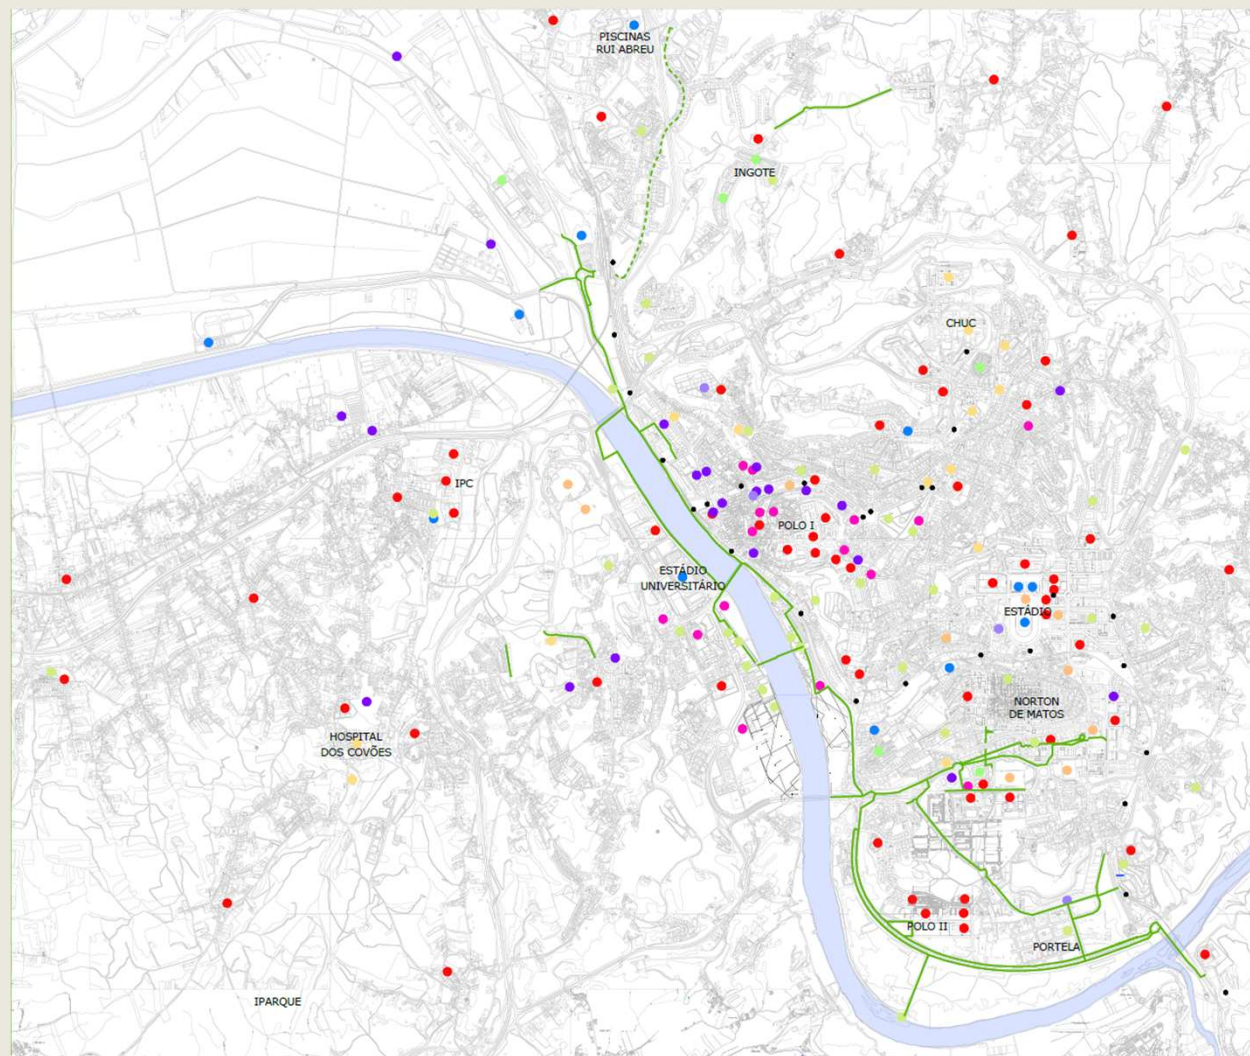 PISCINAS
RUI ABREU
INGOTE
CHUC
IPC
POLO I
ESTÁDIO
UNIVERSITÁRIO
ESTÁDIO
NORTON
DE MATOS
HOSPITAL
DOS COVÕES
POLO II
PORTELA
IPARQUE